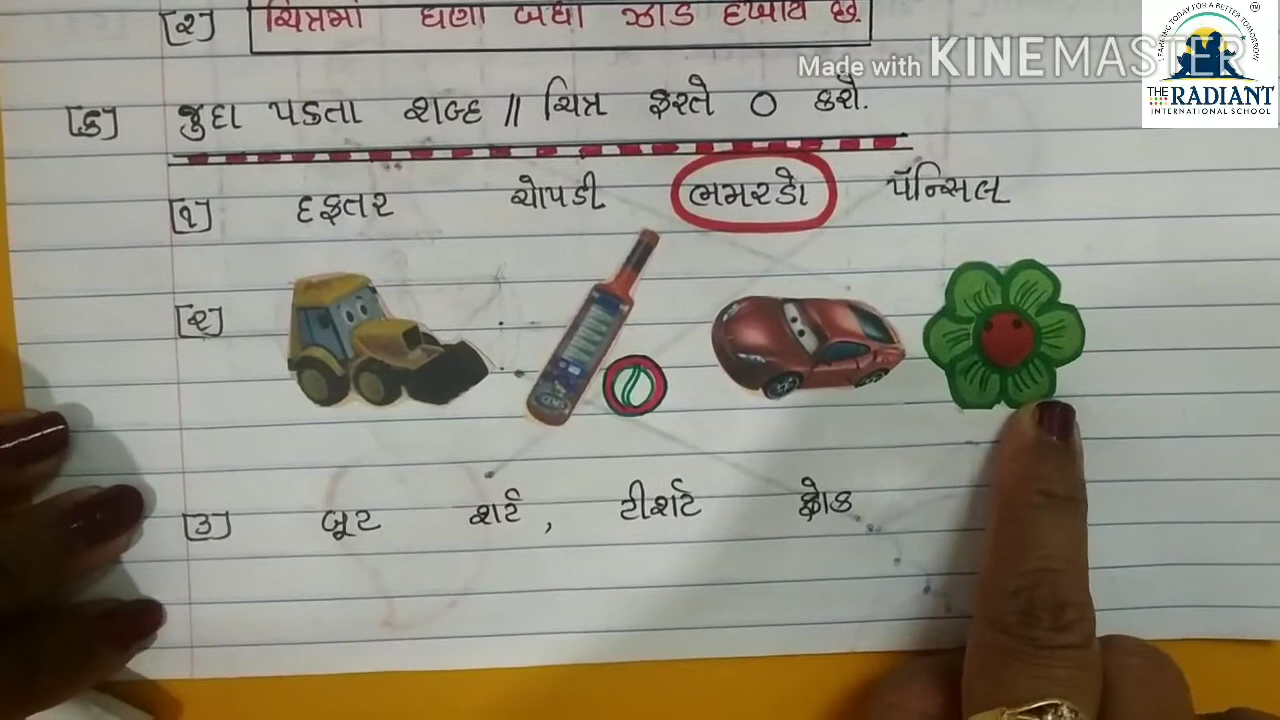 [૨] ચિત્રમાં ઘણા બધા ઝાડ દેખાય છે.
Made with KINEMASTER
THE RADIANT
INTERNATIONAL SCHOOL
[ક] જુદા પડતા શબ્દ // ચિત્ર ફરતે O કરો.
[૧] દફતર ચોપડી ભમરડો પૅન્સિલ
[૨]
[૩] બૂટ શર્ટ , ટીશર્ટ ફ્રોક